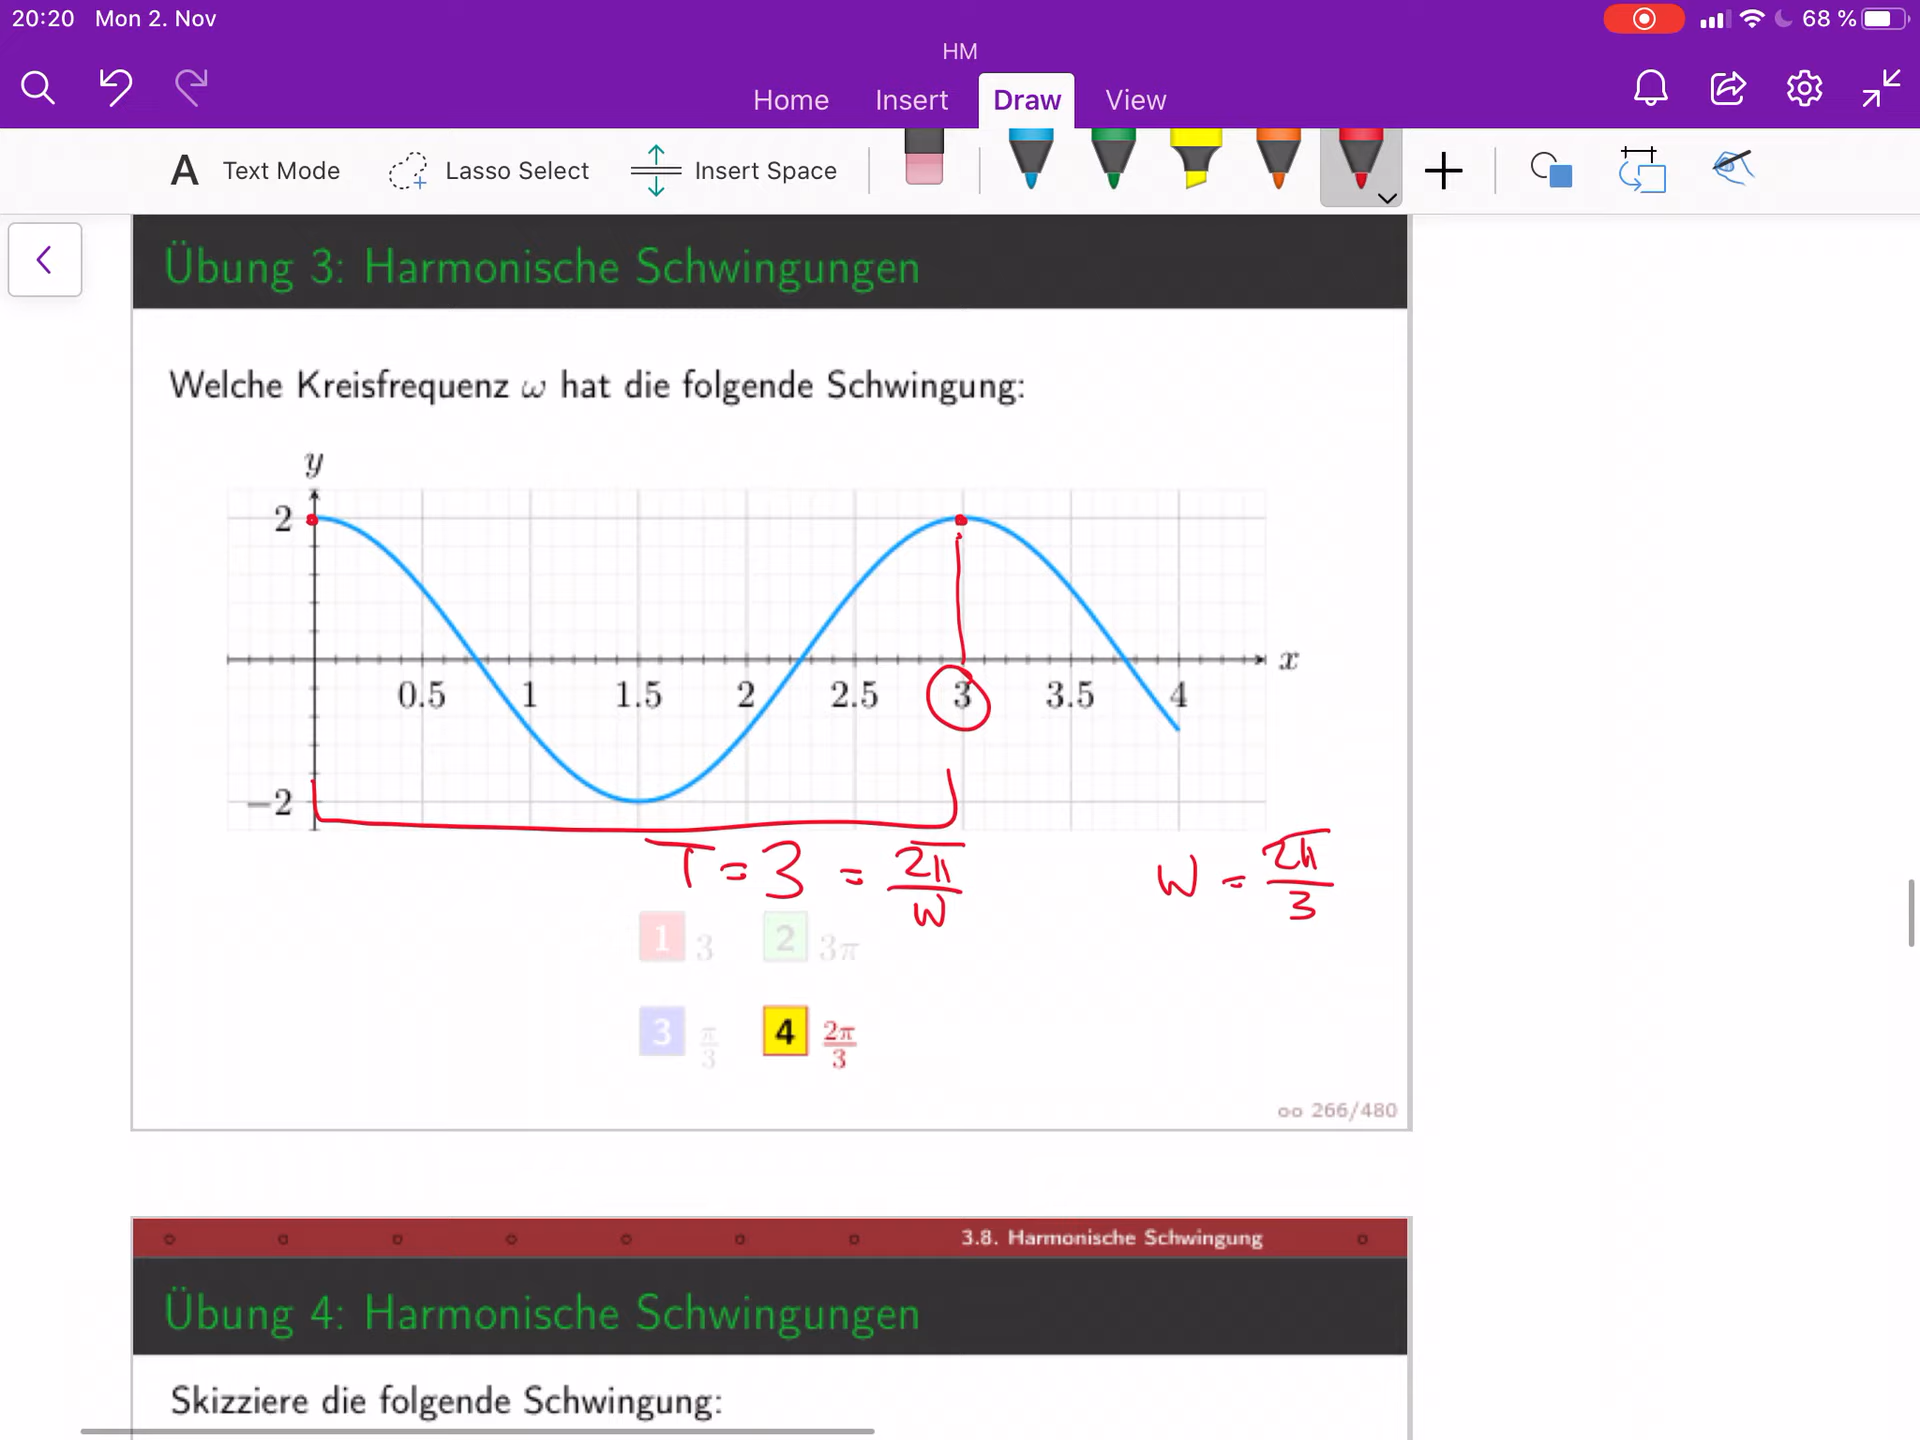 20:20 Mon 2. Nov
68 %
HM
Home Insert Draw View
A Text Mode Lasso Select Insert Space
Übung 3: Harmonische Schwingungen
Welche Kreisfrequenz ω hat die folgende Schwingung:
y
2
x
0.5 1 1.5 2 2.5 3 3.5 4
−2
T = 3 = 2π/W W = 2π/3
1 3 2 3π
3 π/3 4 2π/3
oo 266/480
3.8. Harmonische Schwingung
Übung 4: Harmonische Schwingungen
Skizziere die folgende Schwingung: